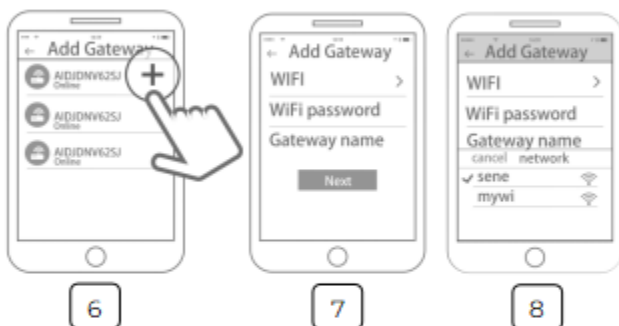 ← Add Gateway
AIDJDNV62SJ
Online
AIDJDNV62SJ
Online
AIDJDNV62SJ
Online
6
← Add Gateway
WIFI >
WiFi password
Gateway name
Next
7
← Add Gateway
WIFI >
WiFi password
Gateway name
cancel network
✓ sene
mywi
8